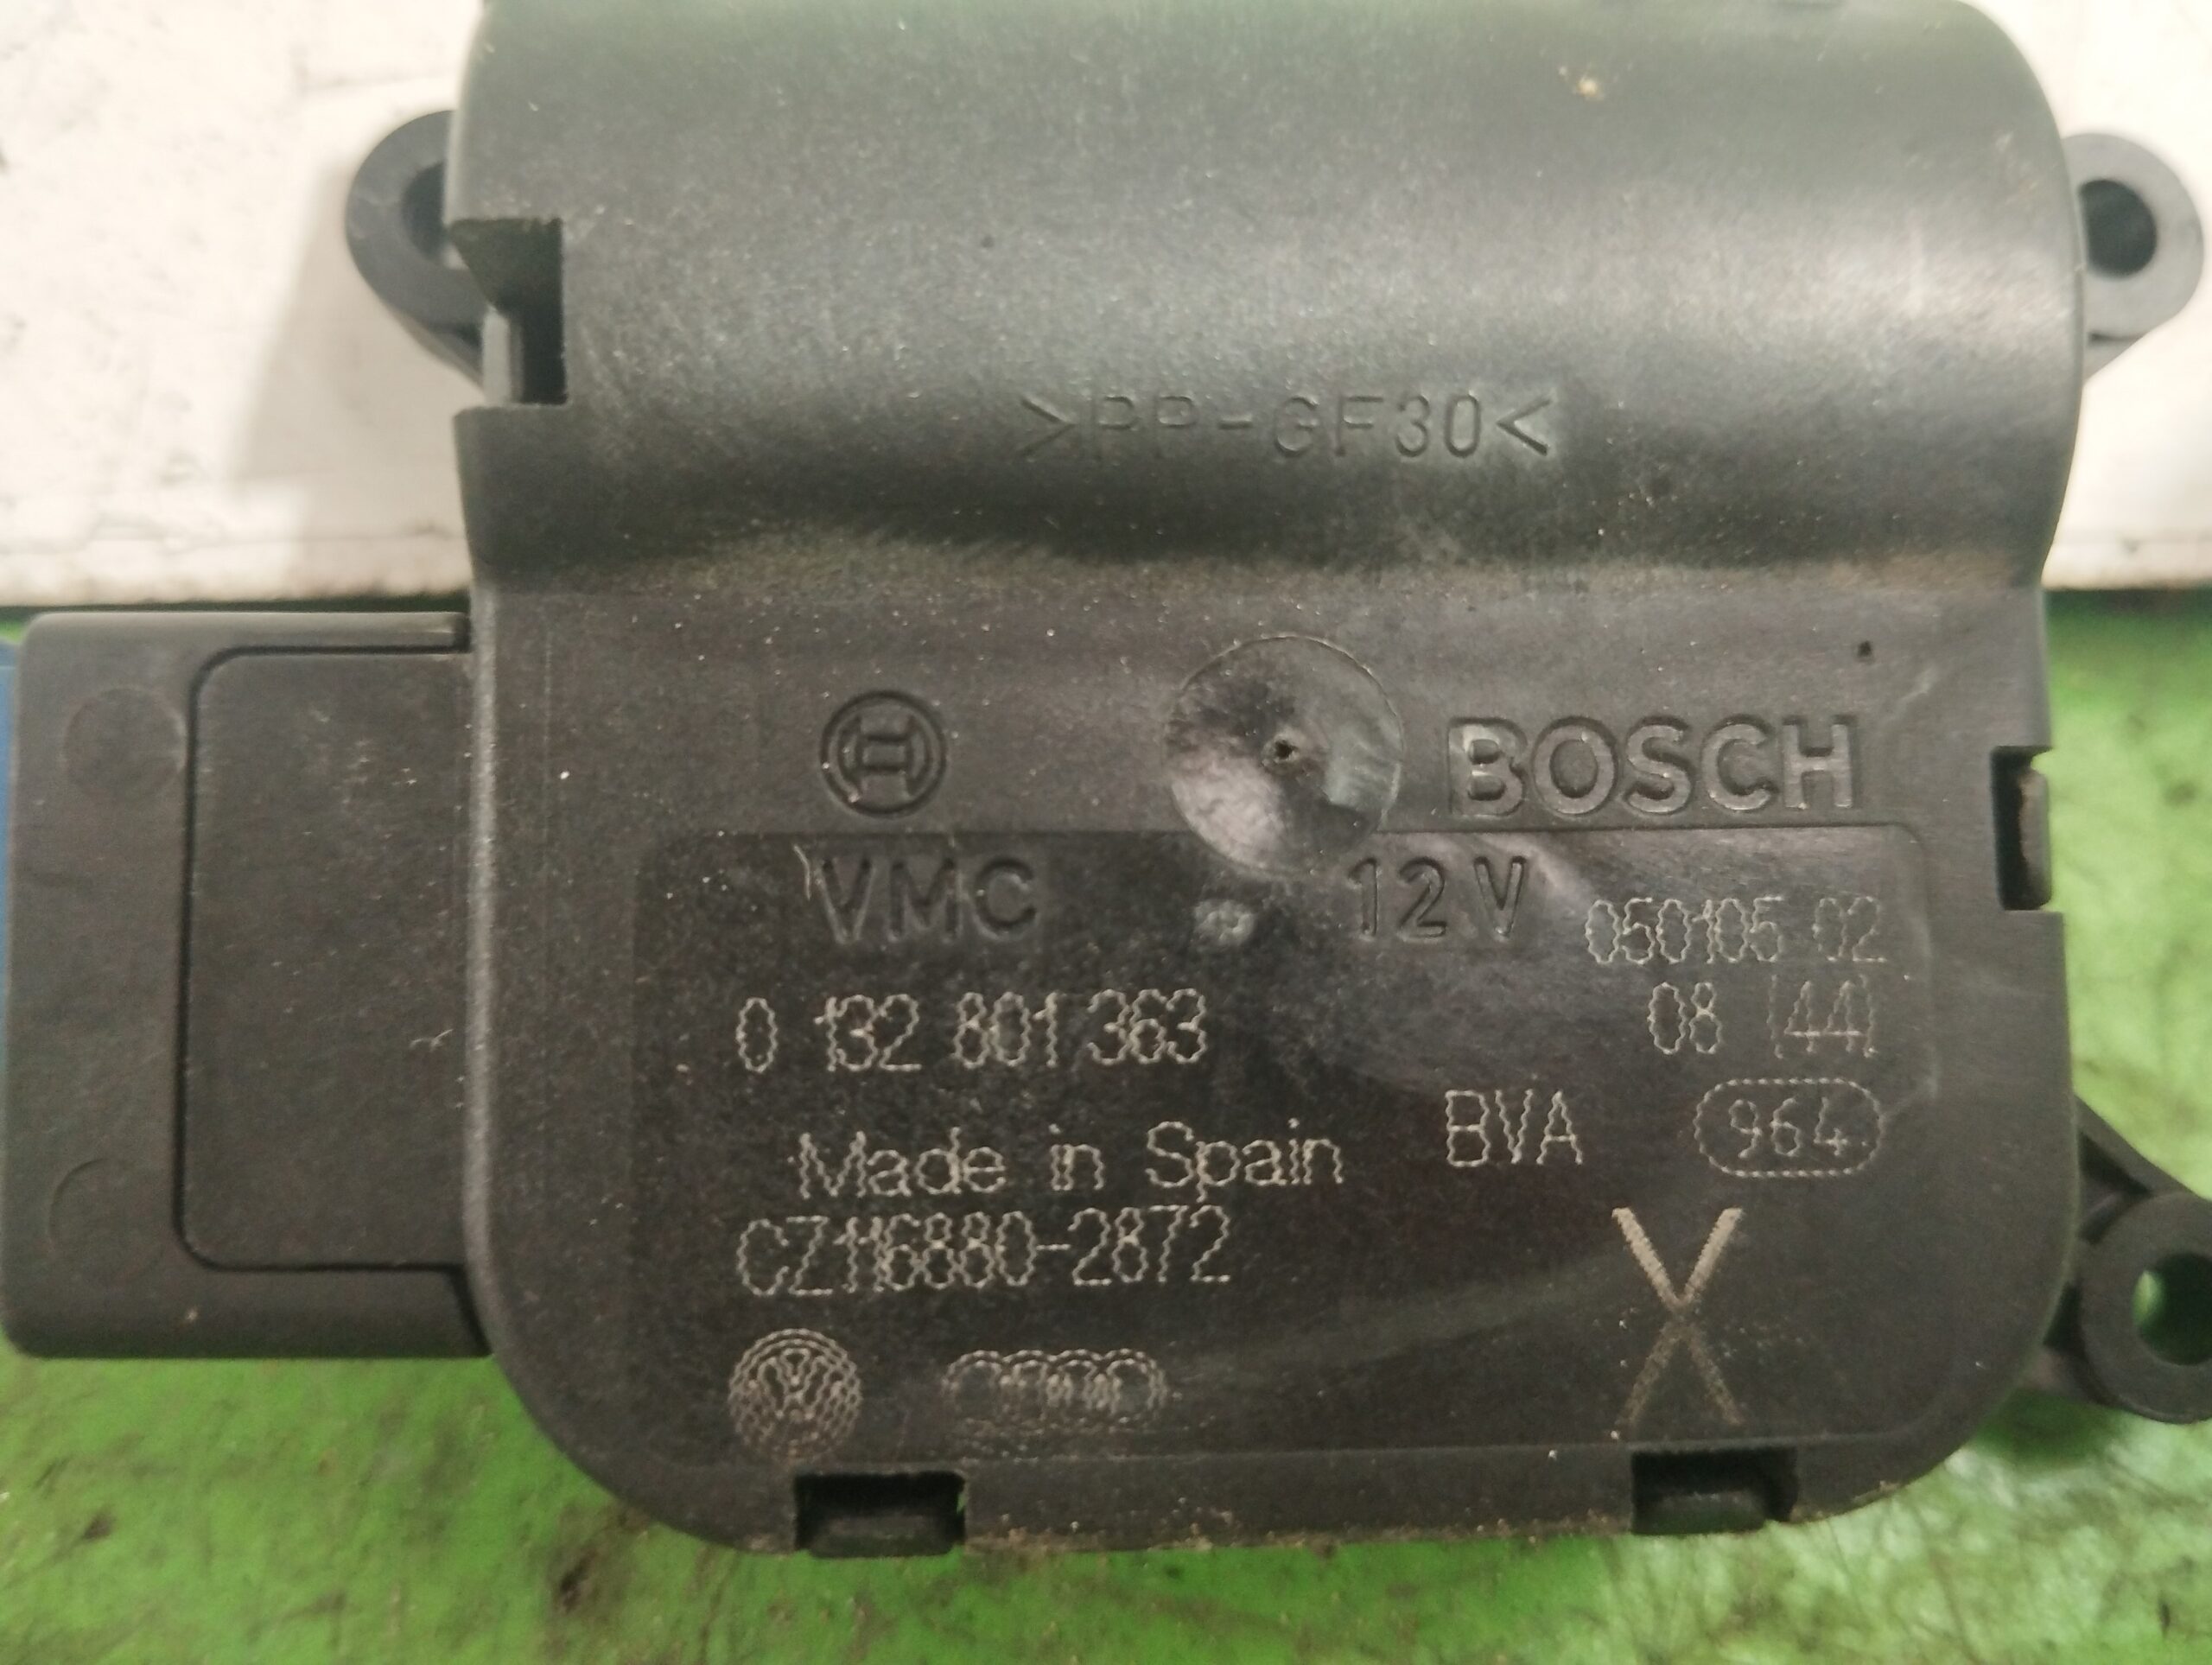 >PP-GF30<
BOSCH
VMC 12V
050105 02
0 132 801 363
08 (44)
BVA 964
Made in Spain
CZ116880-2872
X